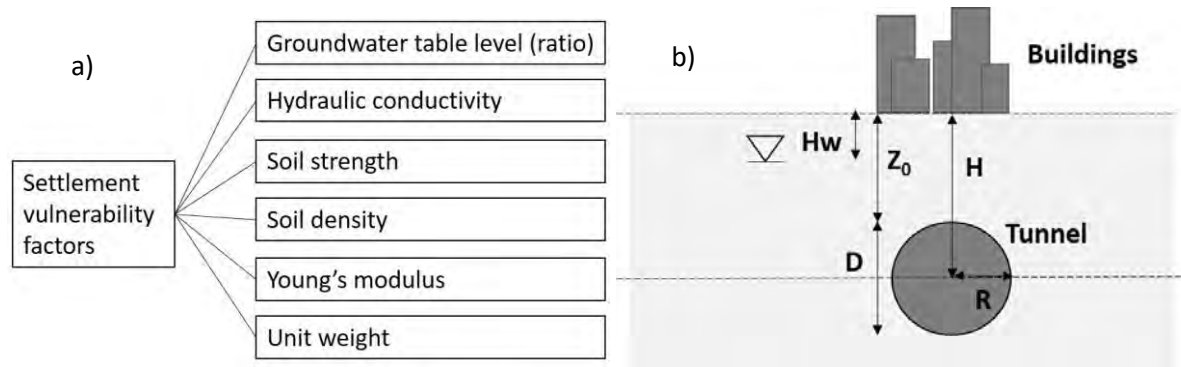 a)
Settlement
vulnerability
factors
Groundwater table level (ratio)
Hydraulic conductivity
Soil strength
Soil density
Young's modulus
Unit weight
b)
Buildings
Hw
Z₀
H
Tunnel
D
R